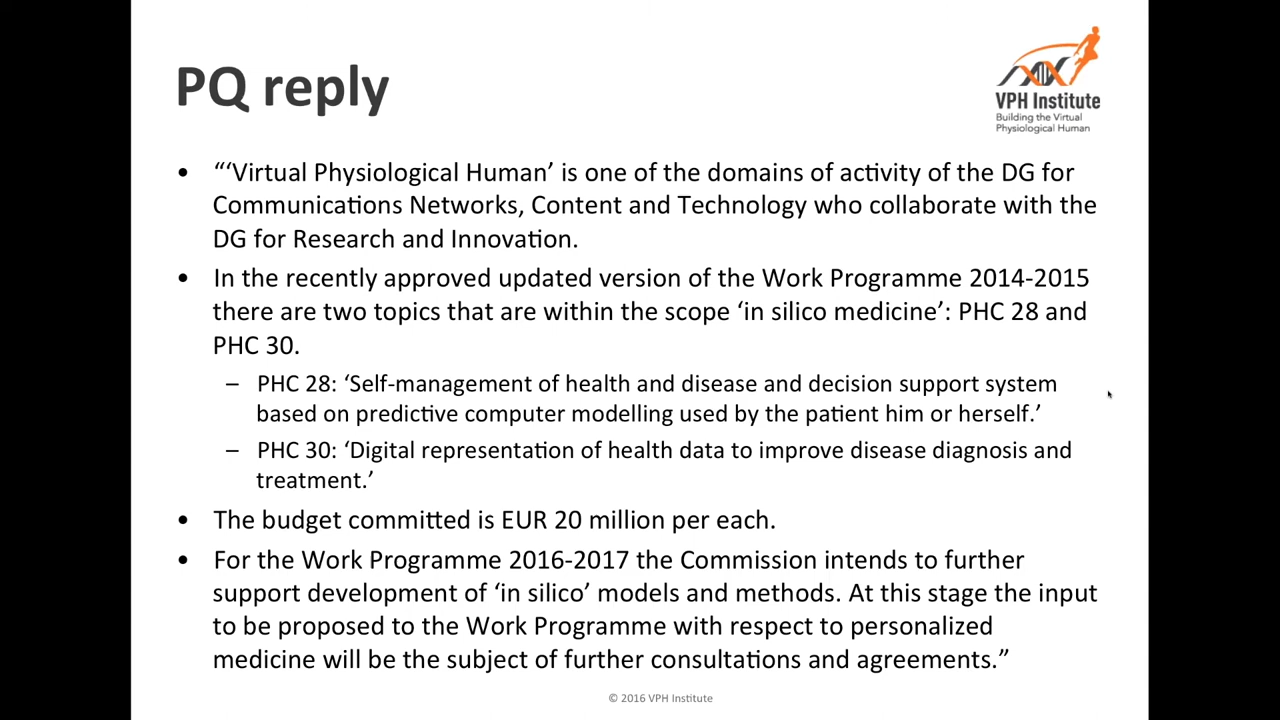 PQ reply
VPH Institute
Building the Virtual
Physiological Human
• “‘Virtual Physiological Human’ is one of the domains of activity of the DG for
Communications Networks, Content and Technology who collaborate with the
DG for Research and Innovation.
• In the recently approved updated version of the Work Programme 2014-2015
there are two topics that are within the scope ‘in silico medicine’: PHC 28 and
PHC 30.
– PHC 28: ‘Self-management of health and disease and decision support system
based on predictive computer modelling used by the patient him or herself.’
– PHC 30: ‘Digital representation of health data to improve disease diagnosis and
treatment.’
• The budget committed is EUR 20 million per each.
• For the Work Programme 2016-2017 the Commission intends to further
support development of ‘in silico’ models and methods. At this stage the input
to be proposed to the Work Programme with respect to personalized
medicine will be the subject of further consultations and agreements.”
© 2016 VPH Institute